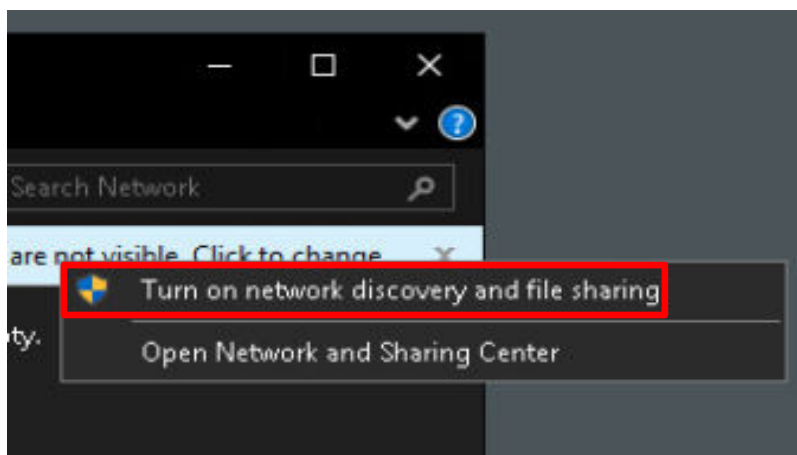 ?
Search Network
are not visible. Click to change
Turn on network discovery and file sharing
ty.
Open Network and Sharing Center